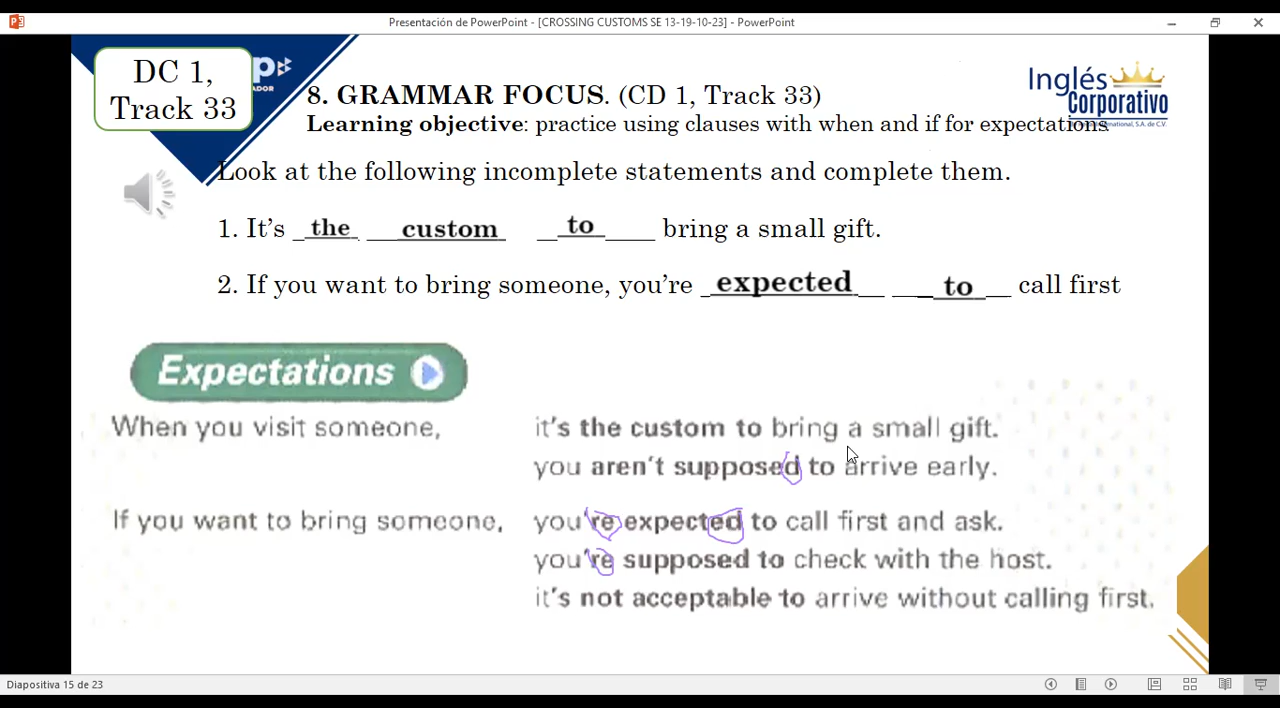 Presentación de PowerPoint - [CROSSING CUSTOMS SE 13-19-10-23] - PowerPoint
DC 1,
Track 33
8. GRAMMAR FOCUS. (CD 1, Track 33)
Learning objective: practice using clauses with when and if for expectations
Inglés
Corporativo
Look at the following incomplete statements and complete them.
1. It's _the_ __custom _to___ bring a small gift.
2. If you want to bring someone, you're _expected__ ___to__ call first
Expectations
When you visit someone,
it's the custom to bring a small gift.
you aren't supposed to arrive early.
If you want to bring someone,
you're expected to call first and ask.
you're supposed to check with the host.
it's not acceptable to arrive without calling first.
Diapositiva 15 de 23